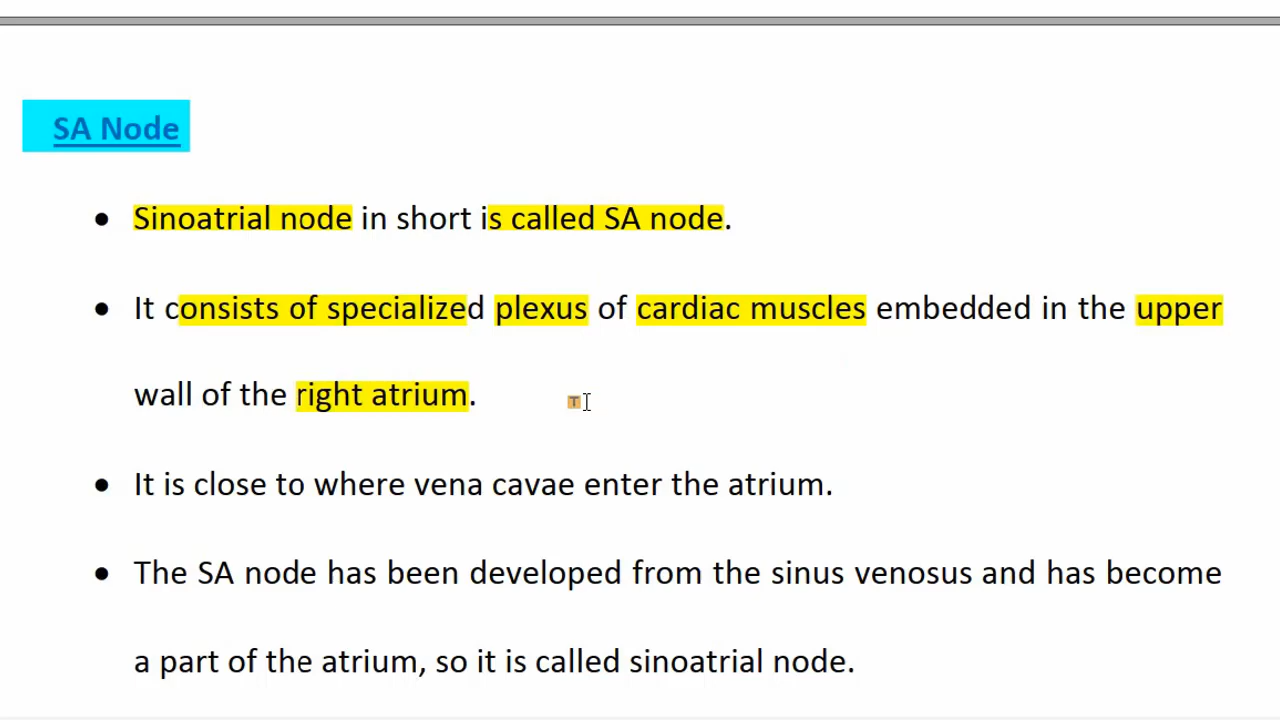 SA Node
• Sinoatrial node in short is called SA node.
• It consists of specialized plexus of cardiac muscles embedded in the upper
wall of the right atrium.
• It is close to where vena cavae enter the atrium.
• The SA node has been developed from the sinus venosus and has become
a part of the atrium, so it is called sinoatrial node.